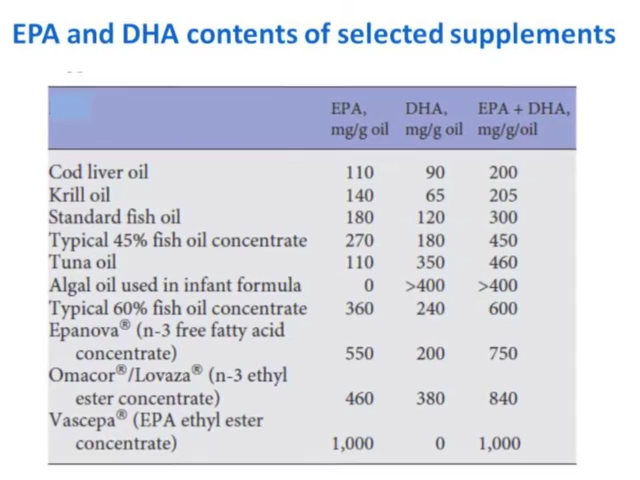 EPA and DHA contents of selected supplements
EPA, DHA, EPA + DHA,
mg/g oil mg/g oil mg/g/oil
Cod liver oil 110 90 200
Krill oil 140 65 205
Standard fish oil 180 120 300
Typical 45% fish oil concentrate 270 180 450
Tuna oil 110 350 460
Algal oil used in infant formula 0 >400 >400
Typical 60% fish oil concentrate 360 240 600
Epanova® (n-3 free fatty acid
concentrate) 550 200 750
Omacor®/Lovaza® (n-3 ethyl
ester concentrate) 460 380 840
Vascepa® (EPA ethyl ester
concentrate) 1,000 0 1,000